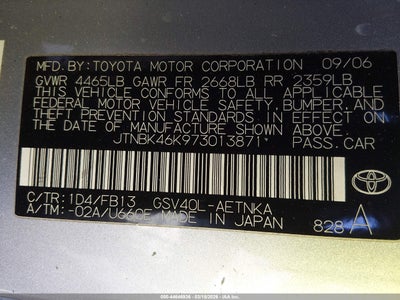 MFD. BY: TOYOTA MOTOR CORPORATION 09/06
GVWR 4465LB GAWR FR 2668LB RR 2359LB
THIS VEHICLE CONFORMS TO ALL APPLICABLE
FEDERAL MOTOR VEHICLE SAFETY, BUMPER, AND
THEFT PREVENTION STANDARDS IN EFFECT ON
THE DATE OF MANUFACTURE SHOWN ABOVE.
JTNBK46K973013871 PASS.CAR
TOYOTA
C/TR: 1D4/FB13 GSV40L-AETNKA
A/TM: -02A/U660E MADE IN JAPAN 828 A